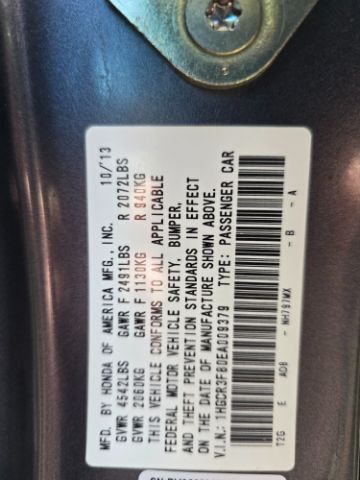 MFD. BY HONDA OF AMERICA MFG., INC. 10/'13
GVWR 4542LBS GAWR F 2491LBS R 2072LBS
GVWR 2060KG GAWR F 1130KG R 940KG
THIS VEHICLE CONFORMS TO ALL APPLICABLE
FEDERAL MOTOR VEHICLE SAFETY, BUMPER,
AND THEFT PREVENTION STANDARDS IN EFFECT
ON THE DATE OF MANUFACTURE SHOWN ABOVE.
V.I.N.: 1HGCR3F80EA009379 TYPE: PASSENGER CAR
T2G E A08 - NH797MX - B - A